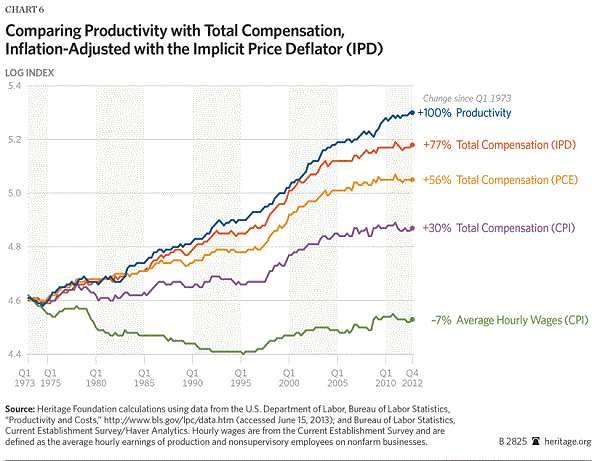 CHART 6
Comparing Productivity with Total Compensation,
Inflation-Adjusted with the Implicit Price Deflator (IPD)
LOG INDEX
5.4
5.2
5.0
4.8
4.6
4.4
Change since Q1 1973
+100% Productivity
+77% Total Compensation (IPD)
+56% Total Compensation (PCE)
+30% Total Compensation (CPI)
–7% Average Hourly Wages (CPI)
Q1 Q1 Q1 Q1 Q1 Q1 Q1 Q1 Q1 Q4
1973 1975 1980 1985 1990 1995 2000 2005 2010 2012
Source: Heritage Foundation calculations using data from the U.S. Department of Labor, Bureau of Labor Statistics,
"Productivity and Costs," http://www.bls.gov/lpc/data.htm (accessed June 15, 2013); and Bureau of Labor Statistics,
Current Establishment Survey/Haver Analytics. Hourly wages are from the Current Establishment Survey and are
defined as the average hourly earnings of production and nonsupervisory employees on nonfarm businesses.
B 2825 heritage.org